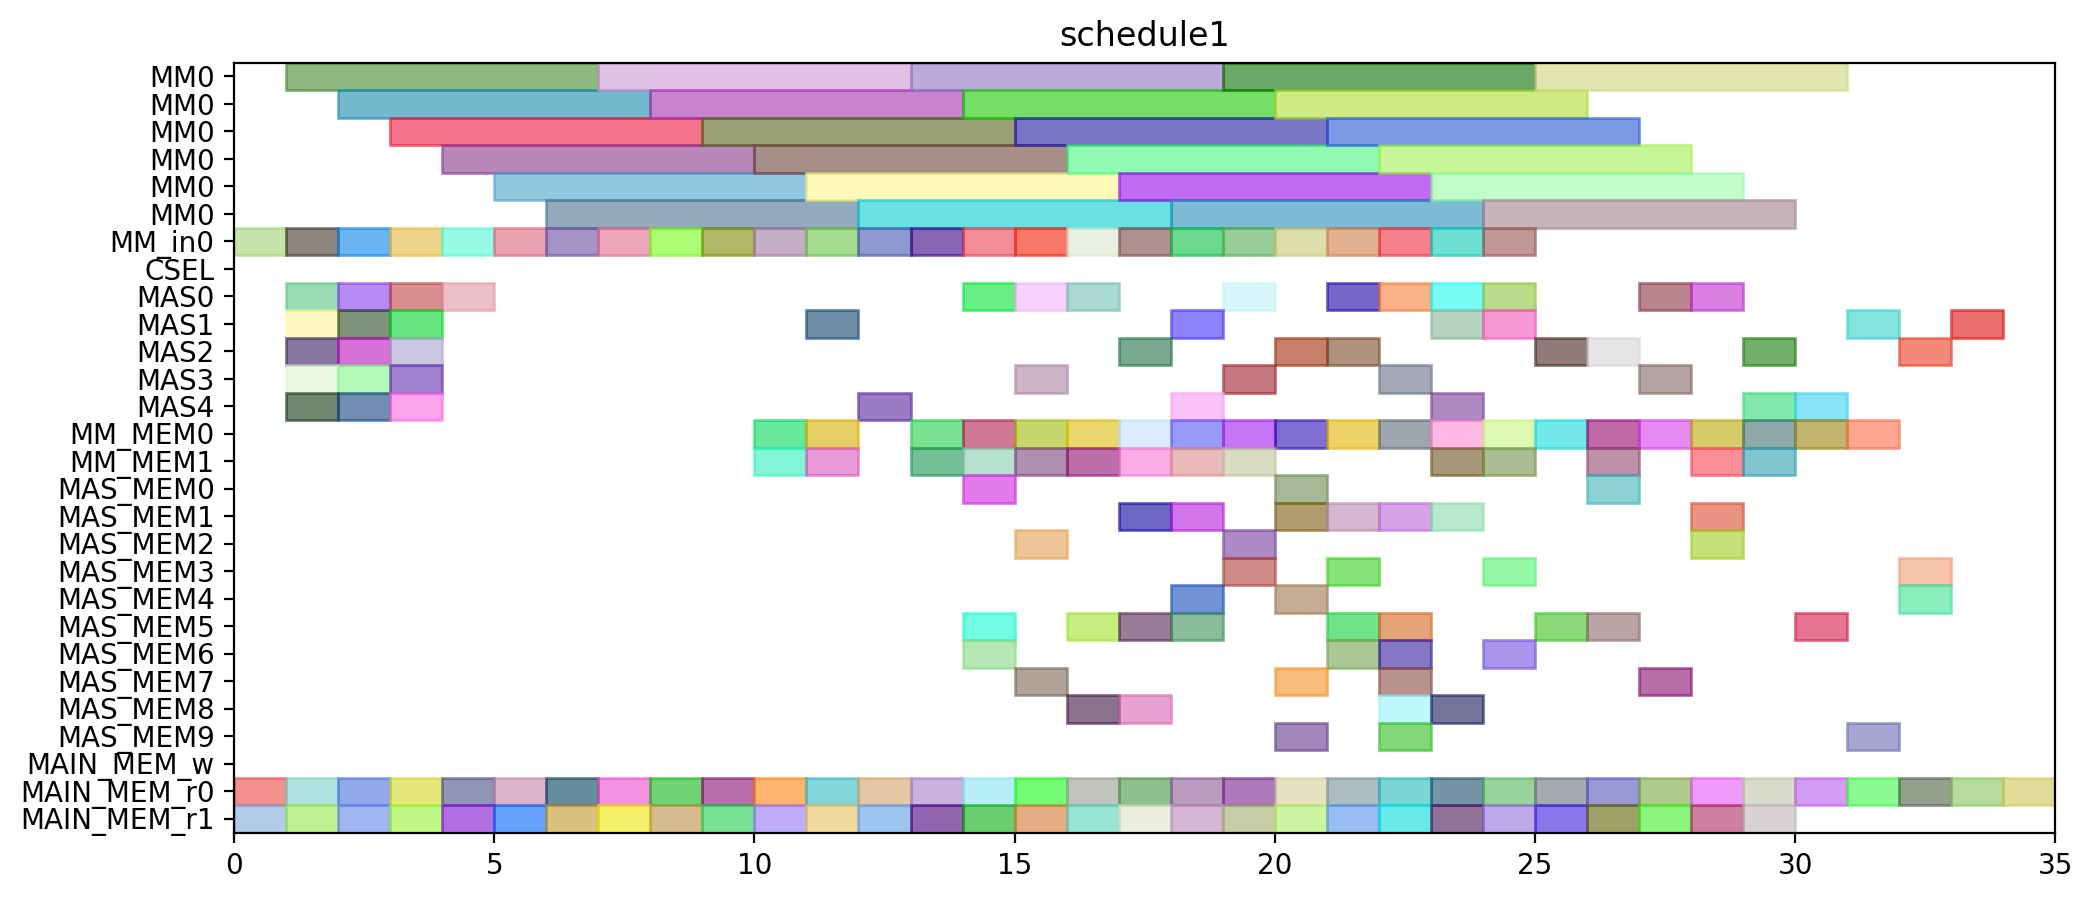 schedule1
MM0
MM0
MM0
MM0
MM0
MM0
MM_in0
CSEL
MAS0
MAS1
MAS2
MAS3
MAS4
MM_MEM0
MM_MEM1
MAS_MEM0
MAS_MEM1
MAS_MEM2
MAS_MEM3
MAS_MEM4
MAS_MEM5
MAS_MEM6
MAS_MEM7
MAS_MEM8
MAS_MEM9
MAIN_MEM_w
MAIN_MEM_r0
MAIN_MEM_r1
0 5 10 15 20 25 30 35